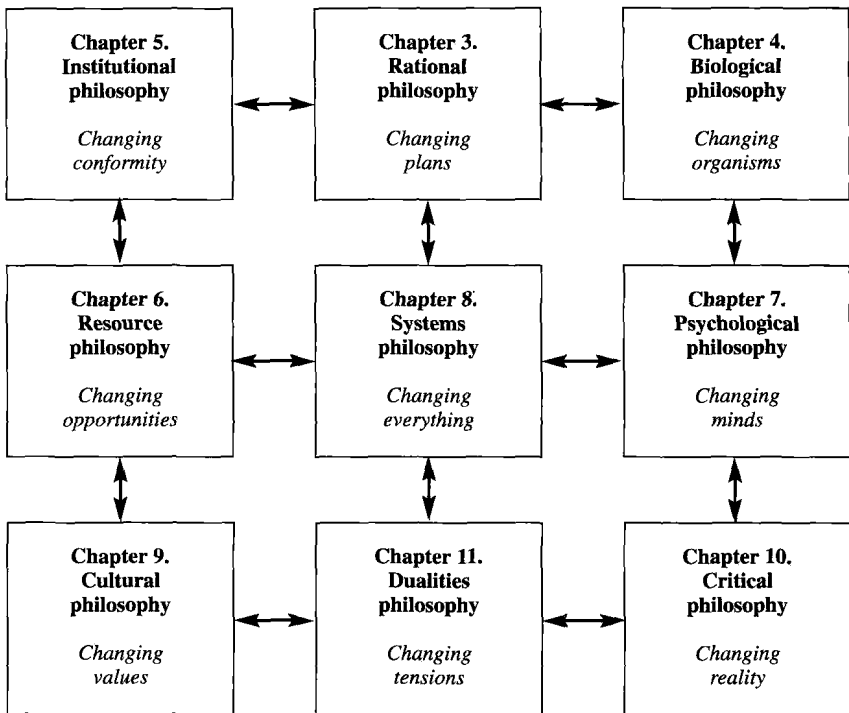 Chapter 5.
Institutional
philosophy
Changing
conformity
Chapter 3.
Rational
philosophy
Changing
plans
Chapter 4.
Biological
philosophy
Changing
organisms
Chapter 6.
Resource
philosophy
Changing
opportunities
Chapter 8.
Systems
philosophy
Changing
everything
Chapter 7.
Psychological
philosophy
Changing
minds
Chapter 9.
Cultural
philosophy
Changing
values
Chapter 11.
Dualities
philosophy
Changing
tensions
Chapter 10.
Critical
philosophy
Changing
reality